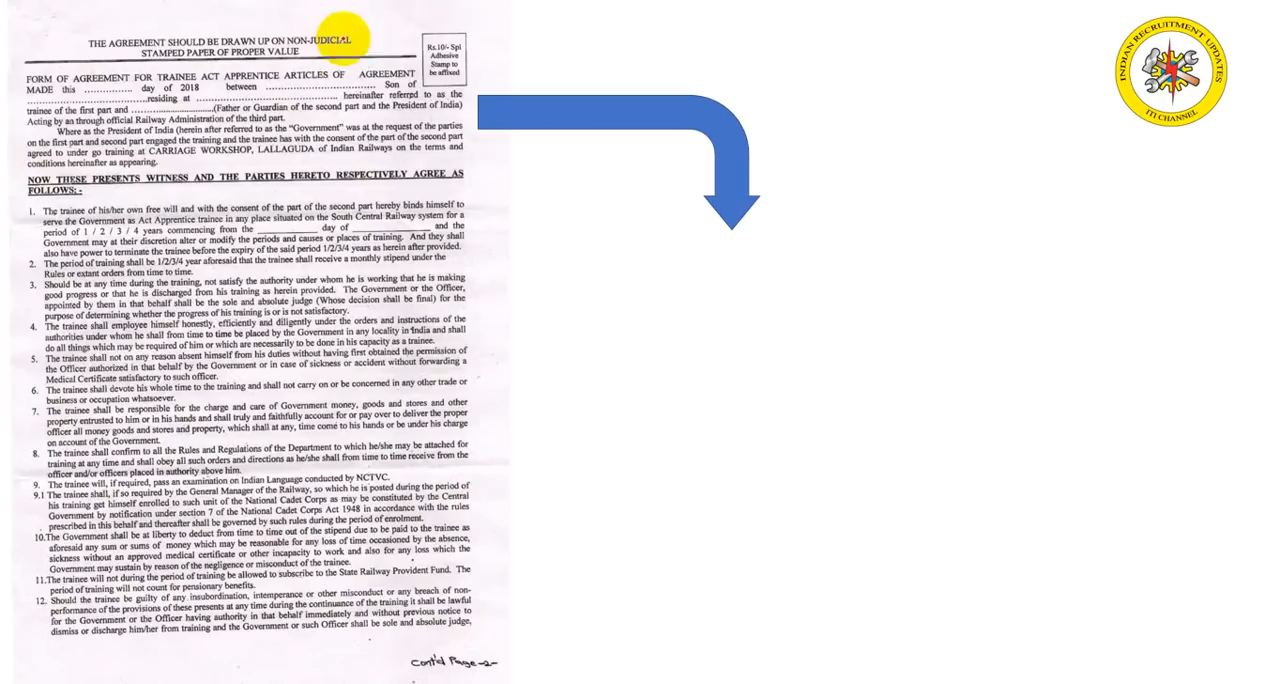 THE AGREEMENT SHOULD BE DRAWN UP ON NON-JUDICIAL
STAMPED PAPER OF PROPER VALUE
Rs.10/- Spl
Adhesive
Stamp to
be affixed
FORM OF AGREEMENT FOR TRAINEE ACT APPRENTICE ARTICLES OF AGREEMENT
MADE this ............... day of 2018 between ................................... Son of
......................................residing at ............................................ hereinafter referred to as the
trainee of the first part and ..........................(Father or Guardian of the second part and the President of India)
Acting by an through official Railway Administration of the third part.
Where as the President of India (herein after referred to as the "Government" was at the request of the parties
on the first part and second part engaged the training and the trainee has with the consent of the part of the second part
agreed to under go training at CARRIAGE WORKSHOP, LALLAGUDA of Indian Railways on the terms and
conditions hereinafter as appearing.
NOW THESE PRESENTS WITNESS AND THE PARTIES HERETO RESPECTIVELY AGREE AS
FOLLOWS:-
1. The trainee of his/her own free will and with the consent of the part of the second part hereby binds himself to
serve the Government as Act Apprentice trainee in any place situated on the South Central Railway system for a
period of 1 / 2 / 3 / 4 years commencing from the __________ day of _____________ and the
Government may at their discretion alter or modify the periods and causes or places of training. And they shall
also have power to terminate the trainee before the expiry of the said period 1/2/3/4 years as herein after provided.
2. The period of training shall be 1/2/3/4 year aforesaid that the trainee shall receive a monthly stipend under the
Rules or extant orders from time to time.
3. Should be at any time during the training, not satisfy the authority under whom he is working that he is making
good progress or that he is discharged from his training as herein provided. The Government or the Officer,
appointed by them in that behalf shall be the sole and absolute judge (Whose decision shall be final) for the
purpose of determining whether the progress of his training is or is not satisfactory.
4. The trainee shall employee himself honestly, efficiently and diligently under the orders and instructions of the
authorities under whom he shall from time to time be placed by the Government in any locality in India and shall
do all things which may be required of him or which are necessarily to be done in his capacity as a trainee.
5. The trainee shall not on any reason absent himself from his duties without having first obtained the permission of
the Officer authorized in that behalf by the Government or in case of sickness or accident without forwarding a
Medical Certificate satisfactory to such officer.
6. The trainee shall devote his whole time to the training and shall not carry on or be concerned in any other trade or
business or occupation whatsoever.
7. The trainee shall be responsible for the charge and care of Government money, goods and stores and other
property entrusted to him or in his hands and shall truly and faithfully account for or pay over to deliver the proper
officer all money goods and stores and property, which shall at any, time come to his hands or be under his charge
on account of the Government.
8. The trainee shall confirm to all the Rules and Regulations of the Department to which he/she may be attached for
training at any time and shall obey all such orders and directions as he/she shall from time to time receive from the
officer and/or officers placed in authority above him.
9. The trainee will, if required, pass an examination on Indian Language conducted by NCTVC.
9.1 The trainee shall, if so required by the General Manager of the Railway, so which he is posted during the period of
his training get himself enrolled to such unit of the National Cadet Corps as may be constituted by the Central
Government by notification under section 7 of the National Cadet Corps Act 1948 in accordance with the rules
prescribed in this behalf and thereafter shall be governed by such rules during the period of enrolment.
10.The Government shall be at liberty to deduct from time to time out of the stipend due to be paid to the trainee as
aforesaid any sum or sums of money which may be reasonable for any loss of time occasioned by the absence,
sickness without an approved medical certificate or other incapacity to work and also for any loss which the
Government may sustain by reason of the negligence or misconduct of the trainee.
11.The trainee will not during the period of training be allowed to subscribe to the State Railway Provident Fund. The
period of training will not count for pensionary benefits.
12. Should the trainee be guilty of any insubordination, intemperance or other misconduct or any breach of non-
performance of the provisions of these presents at any time during the continuance of the training it shall be lawful
for the Government or the Officer having authority in that behalf immediately and without previous notice to
dismiss or discharge him/her from training and the Government or such Officer shall be sole and absolute judge,
Cont'd Page-2-
INDIAN RECRUITMENT UPDATES
ITI CHANNEL